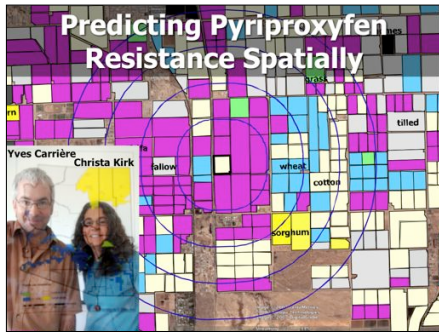 Predicting Pyriproxyfen
Resistance Spatially
tilled
Yves Carrière
Christa Kirk
fallow
wheat
cotton
sorghum